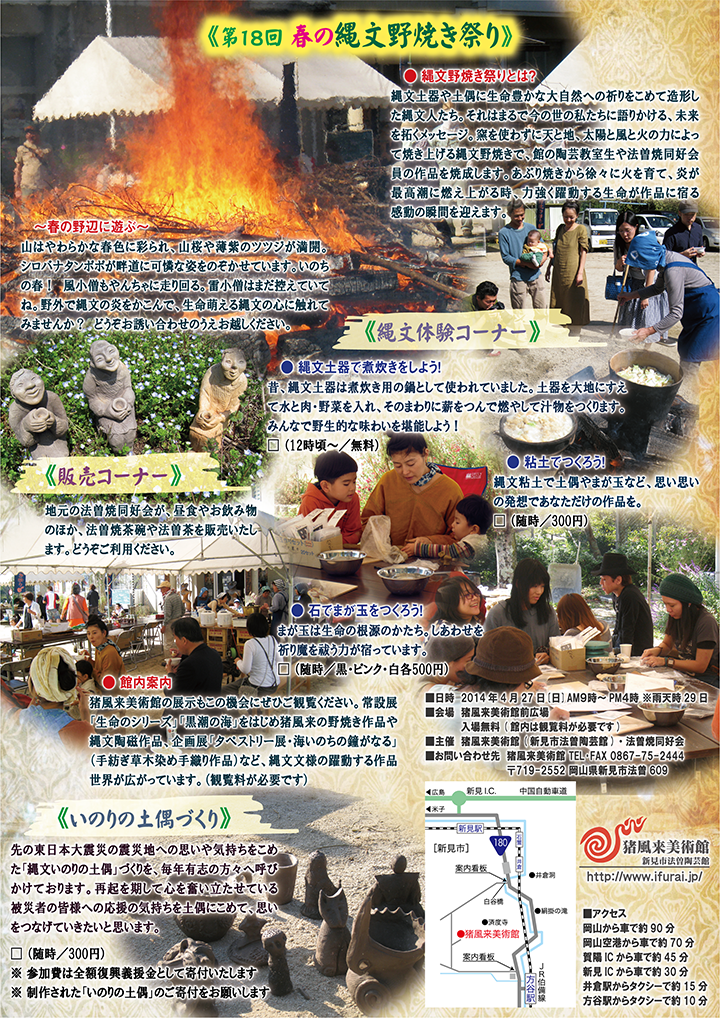 《第18回 春の縄文野焼き祭り》
● 縄文野焼き祭りとは?
縄文土器や土偶に生命豊かな大自然への祈りをこめて造形し
た縄文人たち。それはまるで今の世の私たちに語りかける、未来
を拓くメッセージ。窯を使わずに天と地、太陽と風と火の力によっ
て焼き上げる縄文野焼きで、館の陶芸教室生や法曽焼同好会
員の作品を焼成します。あぶり焼きから徐々に火を育て、炎が
最高潮に燃え上がる時、力強く躍動する生命が作品に宿る
感動の瞬間を迎えます。
～春の野辺に遊ぶ～
山はやわらかな春色に彩られ、山桜や薄紫のツツジが満開。
シロバナタンポポが畔道に可憐な姿をのぞかせています。いのち
の春! 風小僧もやんちゃに走り回る。雷小僧はまだ控えていて
ね。野外で縄文の炎をかこんで、生命萌える縄文の心に触れて
みませんか? どうぞお誘い合わせのうえお越しください。
《縄文体験コーナー》
● 縄文土器で煮炊きをしよう!
昔、縄文土器は煮炊き用の鍋として使われていました。土器を大地にすえ
て水と肉・野菜を入れ、そのまわりに薪をつんで燃やして汁物をつくります。
みんなで野生的な味わいを堪能しよう!
□ (12時頃～/無料)
● 粘土でつくろう!
縄文粘土で土偶やまが玉など、思い思い
の発想であなただけの作品を。
□ (随時/300円)
《販売コーナー》
地元の法曽焼同好会が、昼食やお飲み物
のほか、法曽焼茶碗や法曽茶を販売いたし
ます。どうぞご利用ください。
● 石でまが玉をつくろう!
まが玉は生命の根源のかたち。しあわせを
祈り魔を祓う力が宿っています。
□ (随時/黒・ピンク・白各500円)
● 館内案内
猪風来美術館の展示もこの機会にぜひご観覧ください。常設展
「生命のシリーズ」「黒潮の海」をはじめ猪風来の野焼き作品や
縄文陶磁作品、企画展「タペストリー展・海いのちの鐘がなる」
(手紡ぎ草木染め手織り作品)など、縄文文様の躍動する作品
世界が広がっています。(観覧料が必要です)
■日時 2014年4月27日[日]AM9時～PM4時 ※雨天時29日
■会場 猪風来美術館前広場
入場無料(館内は観覧料が必要です)
■主催 猪風来美術館(新見市法曽陶芸館)・法曽焼同好会
■お問い合わせ先 猪風来美術館 TEL・FAX 0867-75-2444
〒719-2552 岡山県新見市法曽609
《いのりの土偶づくり》
先の東日本大震災の震災地への思いや気持ちをこめ
た「縄文いのりの土偶」づくりを、毎年有志の方々へ呼び
かけております。再起を期して心を奮い立たせている
被災者の皆様への応援の気持ちを土偶にこめて、思い
をつなげていきたいと思います。
□ (随時/300円)
※ 参加費は全額復興義援金として寄付いたします
※ 制作された「いのりの土偶」のご寄付をお願いします
◀広島
新見I.C.
中国自動車道
◀米子
新見駅
[新見市]
180
石蟹
井倉
案内看板
●井倉洞
白谷橋
●絹掛の滝
●済度寺
●猪風来美術館
案内看板
方谷駅
JR伯備線
猪風来美術館
新見市法曽陶芸館
http://www.ifurai.jp/
■アクセス
岡山から車で約90分
岡山空港から車で約70分
賀陽ICから車で約45分
新見ICから車で約30分
井倉駅からタクシーで約15分
方谷駅からタクシーで約10分